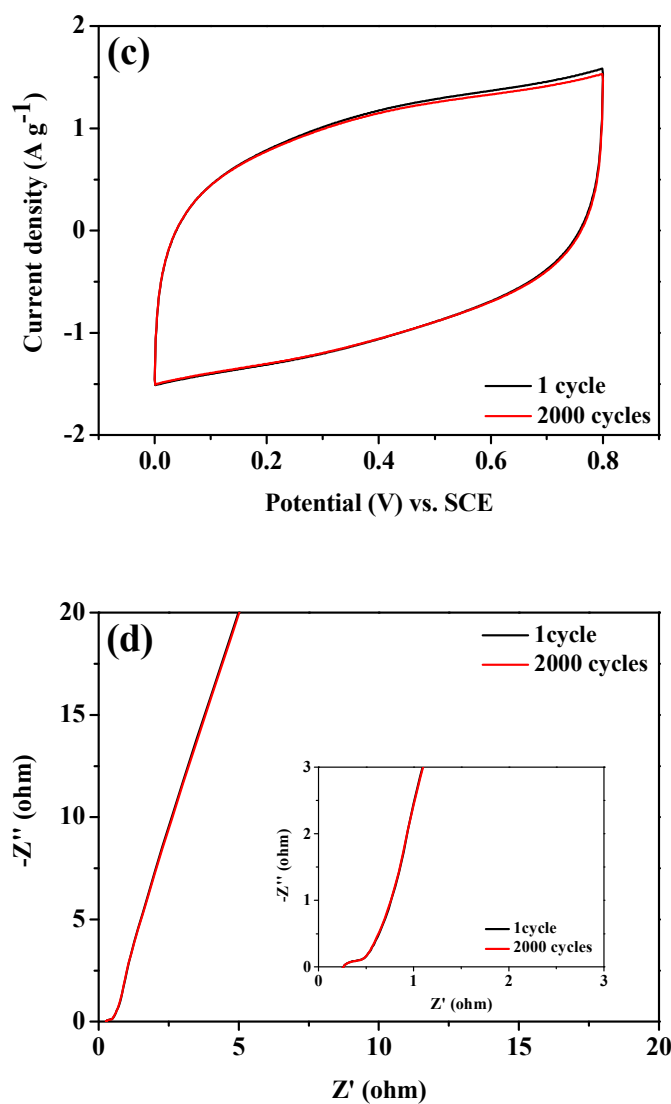 (c)
Current density (A g⁻¹)
2
1
0
-1
-2
0.0 0.2 0.4 0.6 0.8
1 cycle
2000 cycles
Potential (V) vs. SCE
(d)
-Z'' (ohm)
20
15
10
5
0
1cycle
2000 cycles
-Z'' (ohm)
3
2
1
0
1cycle
2000 cycles
0 1 2 3
Z' (ohm)
0 5 10 15 20
Z' (ohm)